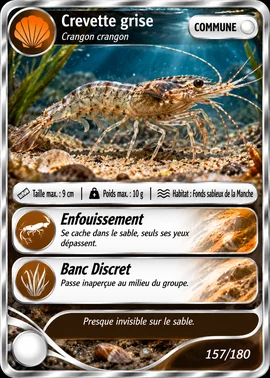 Crevette grise
Crangon crangon
COMMUNE
Taille max. : 9 cm | Poids max. : 10 g | Habitat : Fonds sableux de la Manche
Enfouissement
Se cache dans le sable, seuls ses yeux
dépassent.
Banc Discret
Passe inaperçue au milieu du groupe.
Presque invisible sur le sable.
157/180